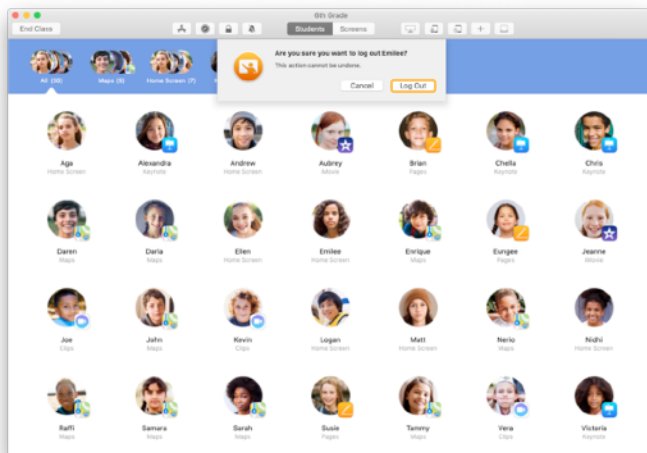 6th Grade
End Class
Students Screens
Are you sure you want to log out Emilee?
This action cannot be undone.
Cancel Log Out
All (30) Maps (9) Home Screen (7)
Aga Alexandra Andrew Aubrey Brian Chella Chris
Home Screen Keynote Home Screen iMovie Pages Keynote Keynote
Daren Daria Ellen Emilee Enrique Eungee Jeanne
Maps Maps Home Screen Home Screen Maps Pages iMovie
Joe John Kevin Logan Matt Nerio Nidhi
Clips Maps Clips Home Screen Home Screen Maps Home Screen
Raffi Samara Sarah Susie Tammy Vera Victoria
Maps Maps Maps Pages Maps Clips Keynote